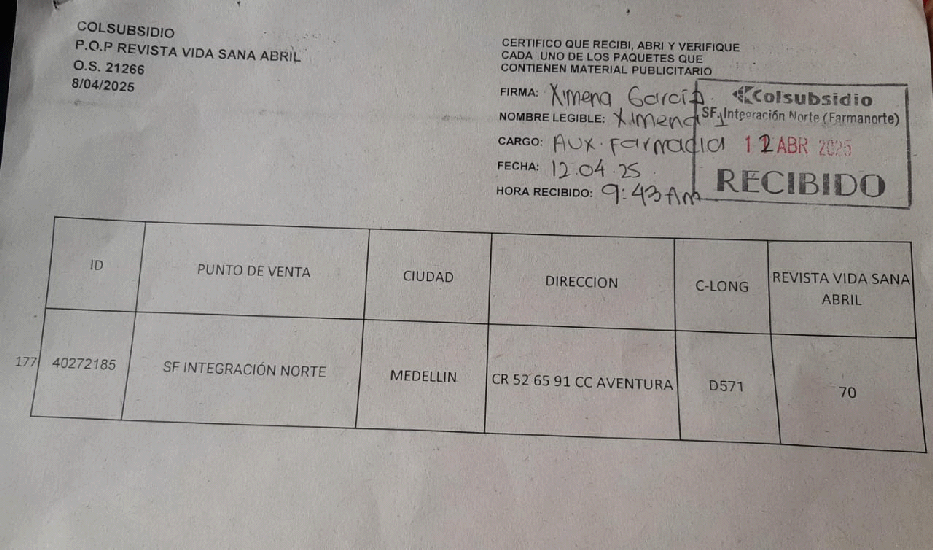 COLSUBSIDIO
P.O.P REVISTA VIDA SANA ABRIL
O.S. 21266
8/04/2025
CERTIFICO QUE RECIBI, ABRI Y VERIFIQUE
CADA UNO DE LOS PAQUETES QUE
CONTIENEN MATERIAL PUBLICITARIO
FIRMA: Ximena García
NOMBRE LEGIBLE: Ximena
CARGO: Aux. Farmacia
FECHA: 12.04.25
HORA RECIBIDO: 9:43 Am
Colsubsidio
SF Integración Norte (Farmanorte)
12 ABR 2025
RECIBIDO
ID PUNTO DE VENTA CIUDAD DIRECCION C-LONG REVISTA VIDA SANA ABRIL
177 40272185 SF INTEGRACIÓN NORTE MEDELLIN CR 52 65 91 CC AVENTURA D571 70